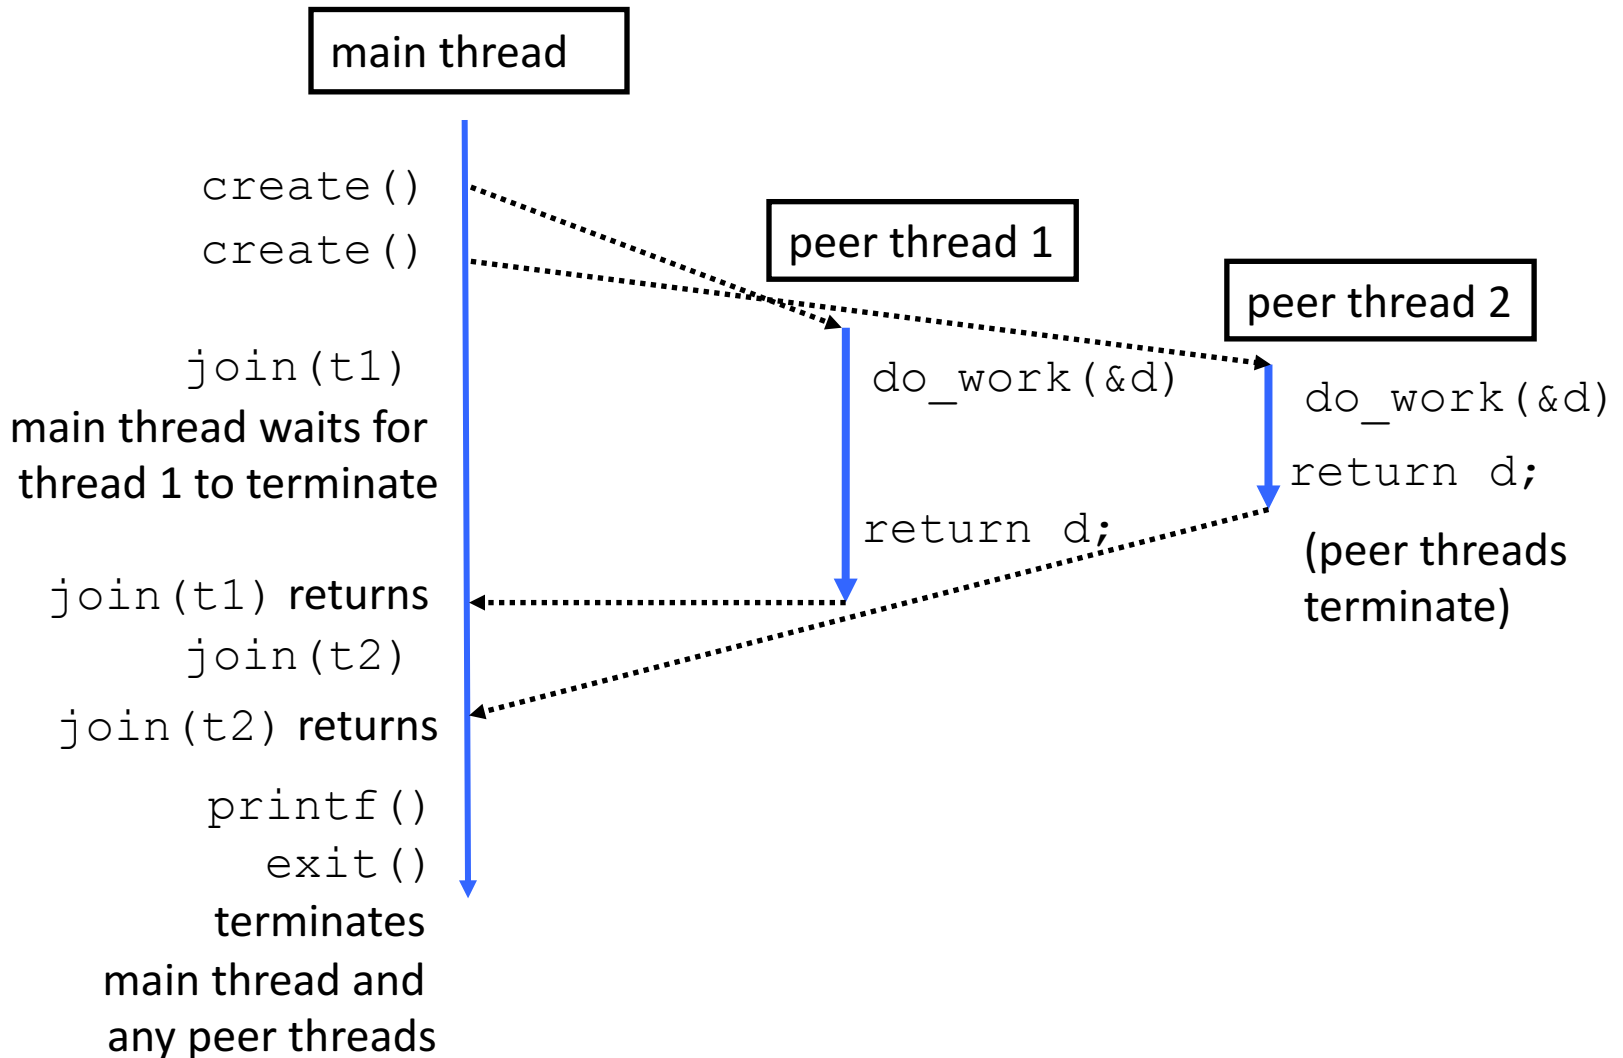 main thread
create()
create()
peer thread 1
peer thread 2
join(t1)
main thread waits for
thread 1 to terminate
do_work(&d)
do_work(&d)
return d;
return d;
(peer threads
terminate)
join(t1) returns
join(t2)
join(t2) returns
printf()
exit()
terminates
main thread and
any peer threads